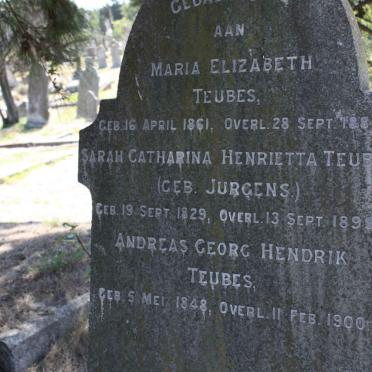 AAN
MARIA ELIZABETH
TEUBES,
GEB. 16 APRIL 1861, OVERL. 28 SEPT.
SARAH CATHARINA HENRIETTA
(GEB. JURGENS.)
GEB. 19 SEPT. 1829, OVERL. 13 SEPT.
ANDREAS GEORG HENDRIK
TEUBES,
GEB. 5 MEI, 1848, OVERL. 11 FEB. 1900